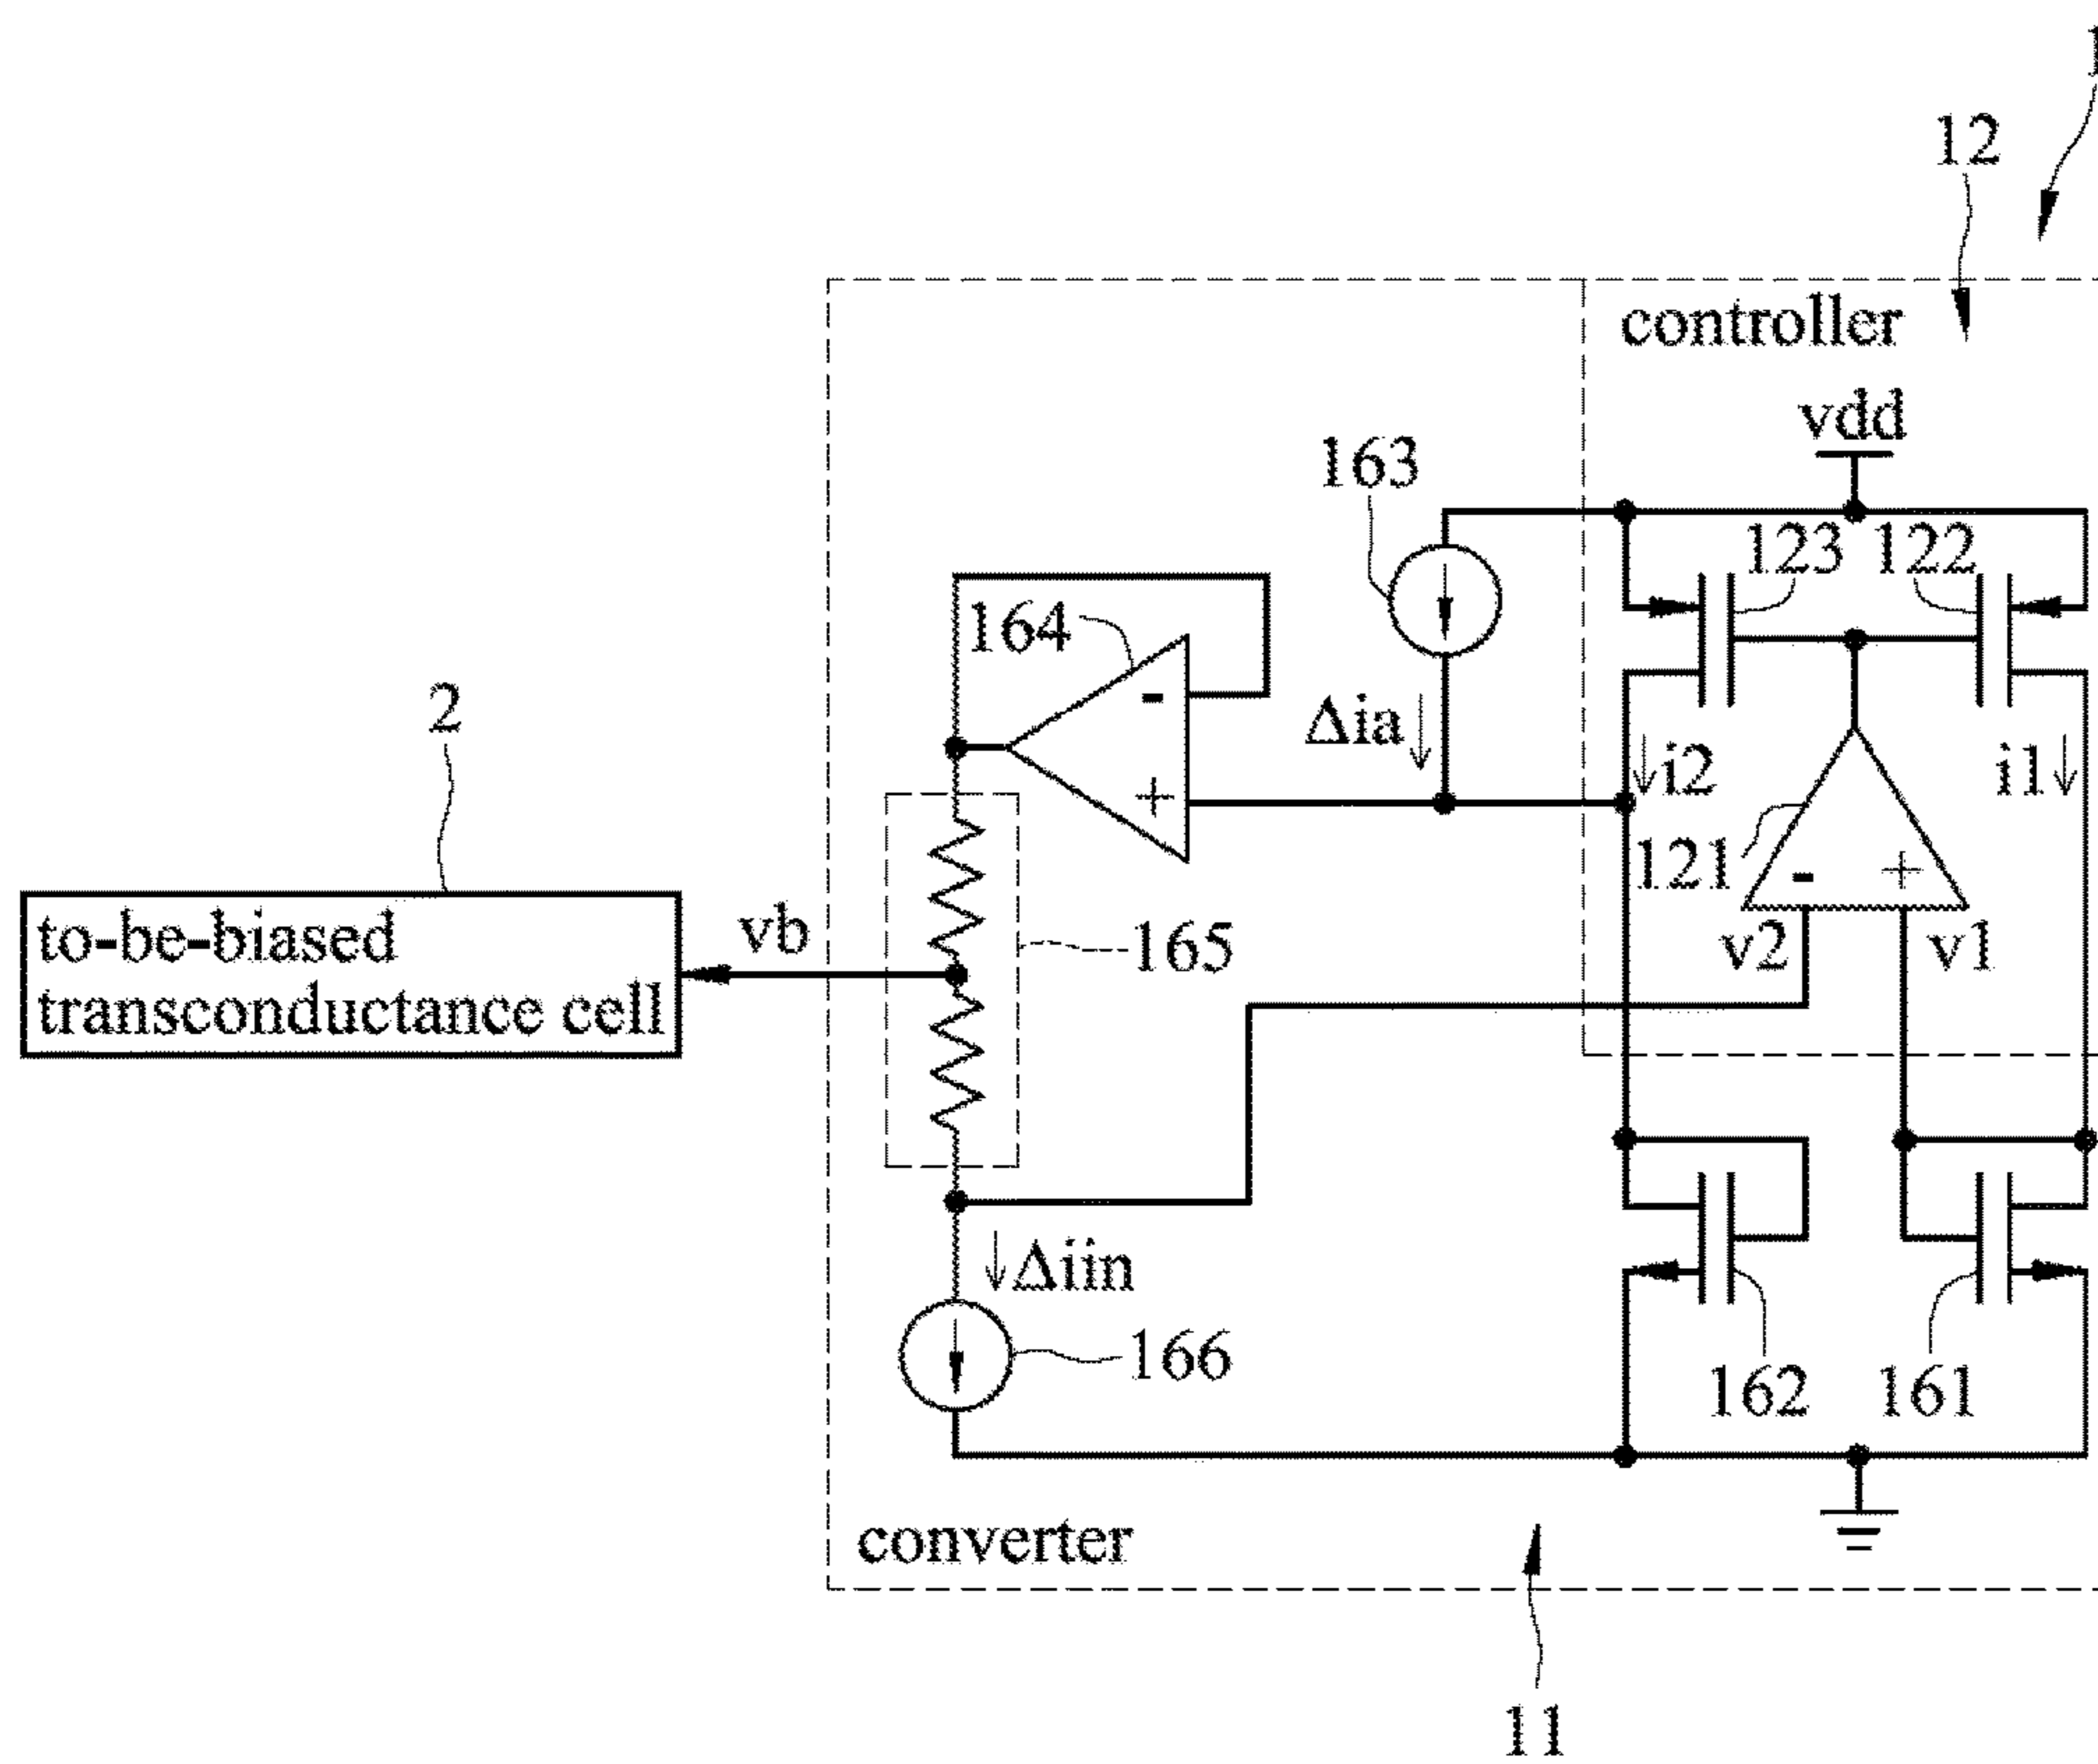 1
12
controller
vdd
163
123
122
164
2
Δia
i2
i1
121
-
+
-
+
vb
165
v2
v1
to-be-biased
transconductance cell
Δiin
166
162
161
converter
11